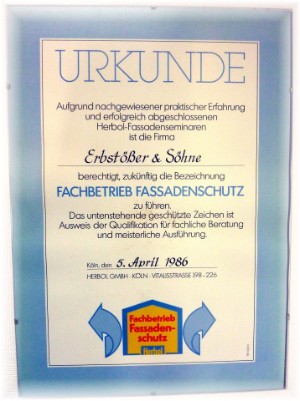 URKUNDE
Aufgrund nachgewiesener praktischer Erfahrung
und erfolgreich abgeschlossenen
Herbol-Fassadenseminaren
ist die Firma
Erbstößer & Söhne
berechtigt, zukünftig die Bezeichnung
FACHBETRIEB FASSADENSCHUTZ
zu führen.
Das untenstehende geschützte Zeichen ist
Ausweis der Qualifikation für fachliche Beratung
und meisterliche Ausführung.
Köln, den 5. April 1986
HERBOL GMBH · KÖLN · VITALISSTRASSE 198-226
Fachbetrieb
Fassaden-
schutz
Herbol